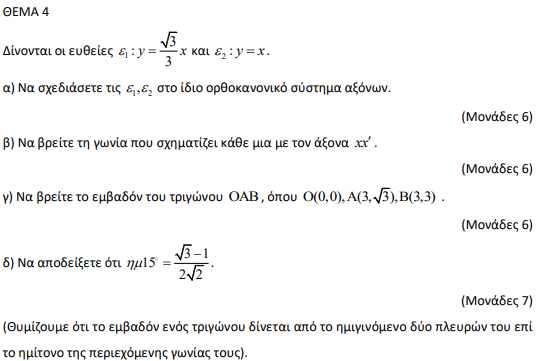 ΘΕΜΑ 4
Δίνονται οι ευθείες ε₁ : y = √3/3 x και ε₂ : y = x.
α) Να σχεδιάσετε τις ε₁,ε₂ στο ίδιο ορθοκανονικό σύστημα αξόνων.
(Μονάδες 6)
β) Να βρείτε τη γωνία που σχηματίζει κάθε μια με τον άξονα xx′ .
(Μονάδες 6)
γ) Να βρείτε το εμβαδόν του τριγώνου ΟΑΒ, όπου Ο(0,0), Α(3,√3), Β(3,3) .
(Μονάδες 6)
δ) Να αποδείξετε ότι ημ15° = (√3−1)/(2√2).
(Μονάδες 7)
(Θυμίζουμε ότι το εμβαδόν ενός τριγώνου δίνεται από το ημιγινόμενο δύο πλευρών του επί
το ημίτονο της περιεχόμενης γωνίας τους).